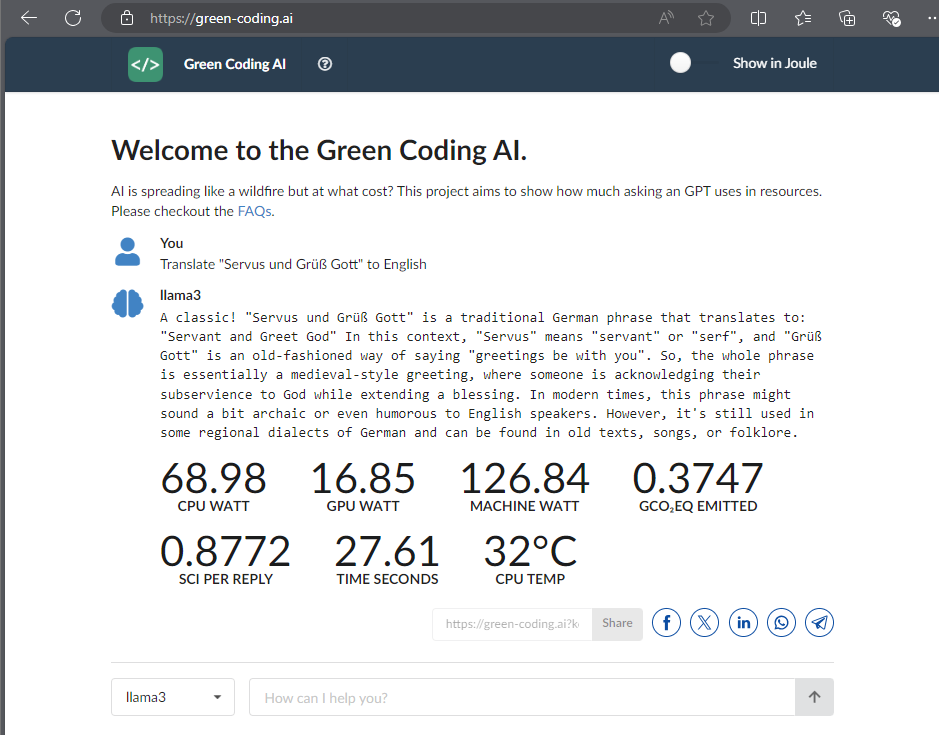 https://green-coding.ai
</> Green Coding AI Show in Joule
Welcome to the Green Coding AI.
AI is spreading like a wildfire but at what cost? This project aims to show how much asking an GPT uses in resources.
Please checkout the FAQs.
You
Translate "Servus und Grüß Gott" to English
llama3
A classic! "Servus und Grüß Gott" is a traditional German phrase that translates to:
"Servant and Greet God" In this context, "Servus" means "servant" or "serf", and "Grüß
Gott" is an old-fashioned way of saying "greetings be with you". So, the whole phrase
is essentially a medieval-style greeting, where someone is acknowledging their
subservience to God while extending a blessing. In modern times, this phrase might
sound a bit archaic or even humorous to English speakers. However, it's still used in
some regional dialects of German and can be found in old texts, songs, or folklore.
68.98 16.85 126.84 0.3747
CPU WATT GPU WATT MACHINE WATT GCO₂EQ EMITTED
0.8772 27.61 32°C
SCI PER REPLY TIME SECONDS CPU TEMP
https://green-coding.ai?k Share
llama3 How can I help you?